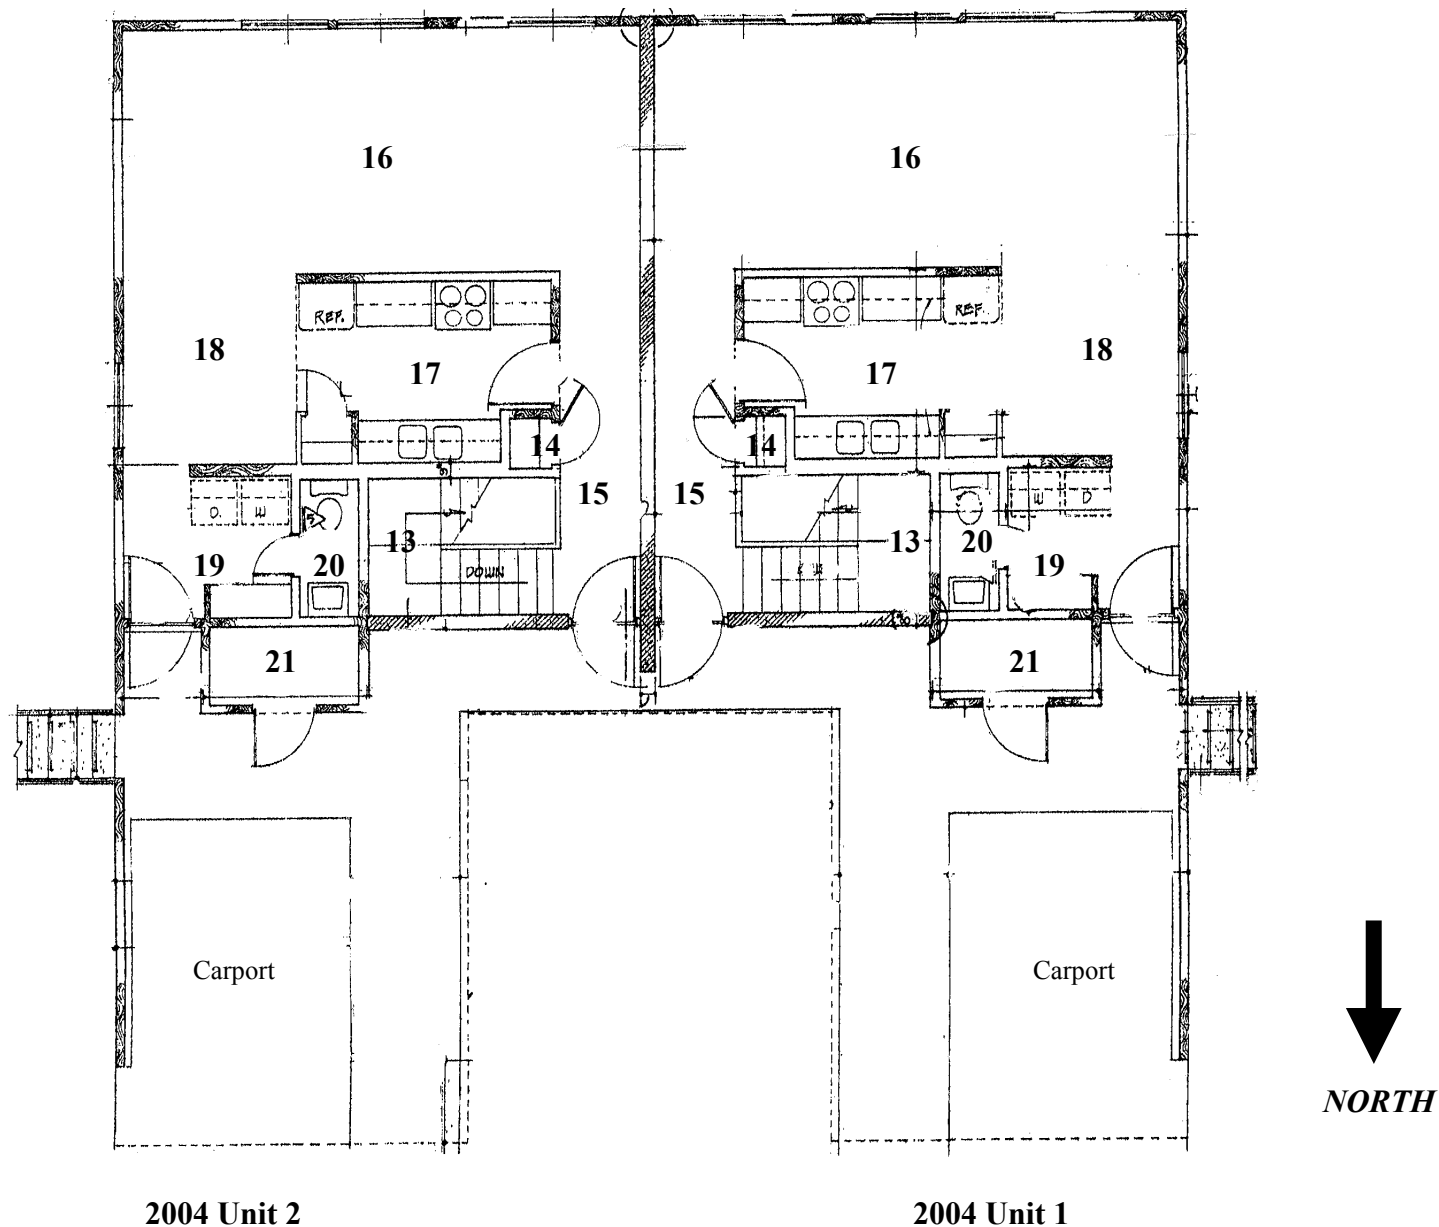 16 16
REF. REF.
18 17 17 18
14 14
15 15
D. W W D
13 13
19 20 20 19
DOWN
21 21
Carport Carport
NORTH
2004 Unit 2 2004 Unit 1